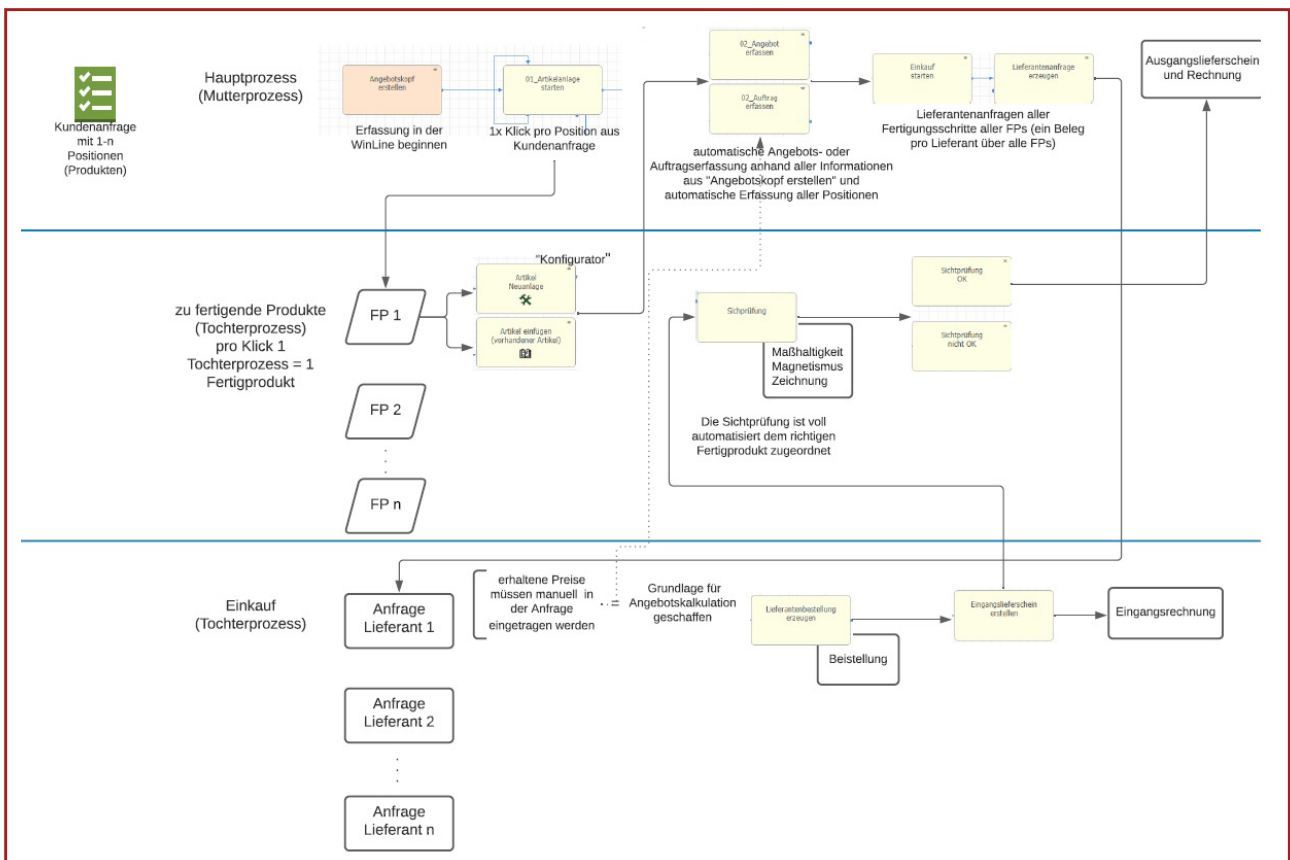 Kundenanfrage
mit 1-n
Positionen
(Produkten)
Hauptprozess
(Mutterprozess)
Angebotskopf
erstellen
Erfassung in der
WinLine beginnen
01_Artikelanlage
starten
1x Klick pro Position aus
Kundenanfrage
02_Angebot
erfassen
02_Auftrag
erfassen
automatische Angebots- oder
Auftragserfassung anhand aller Informationen
aus "Angebotskopf erstellen" und
automatische Erfassung aller Positionen
Einkauf
starten
Lieferantenanfrage
erzeugen
Lieferantenanfragen aller
Fertigungsschritte aller FPs (ein Beleg
pro Lieferant über alle FPs)
Ausgangslieferschein
und Rechnung
zu fertigende Produkte
(Tochterprozess)
pro Klick 1
Tochterprozess = 1
Fertigprodukt
FP 1
FP 2
FP n
"Konfigurator"
Artikel
Neuanlage
Artikel einfügen
(vorhandener Artikel)
Sichprüfung
Maßhaltigkeit
Magnetismus
Zeichnung
Die Sichtprüfung ist voll
automatisiert dem richtigen
Fertigprodukt zugeordnet
Sichtprüfung
OK
Sichtprüfung
nicht OK
Einkauf
(Tochterprozess)
Anfrage
Lieferant 1
Anfrage
Lieferant 2
Anfrage
Lieferant n
erhaltene Preise
müssen manuell in
der Anfrage
eingetragen werden
=
Grundlage für
Angebotskalkulation
geschaffen
Lieferantenbestellung
erzeugen
Beistellung
Eingangslieferschein
erstellen
Eingangsrechnung